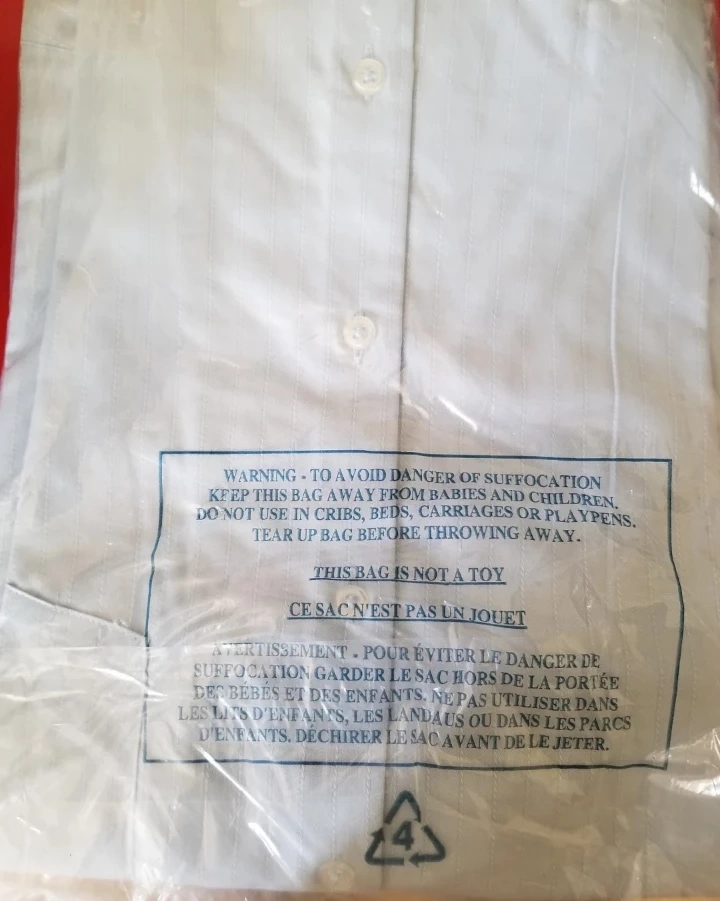 WARNING - TO AVOID DANGER OF SUFFOCATION
KEEP THIS BAG AWAY FROM BABIES AND CHILDREN.
DO NOT USE IN CRIBS, BEDS, CARRIAGES OR PLAYPENS.
TEAR UP BAG BEFORE THROWING AWAY.
THIS BAG IS NOT A TOY
CE SAC N'EST PAS UN JOUET
AVERTISSEMENT - POUR ÉVITER LE DANGER DE
SUFFOCATION GARDER LE SAC HORS DE LA PORTÉE
DES BÉBÉS ET DES ENFANTS. NE PAS UTILISER DANS
LES LITS D'ENFANTS, LES LANDAUS OU DANS LES PARCS
D'ENFANTS. DÉCHIRER LE SAC AVANT DE LE JETER.
4